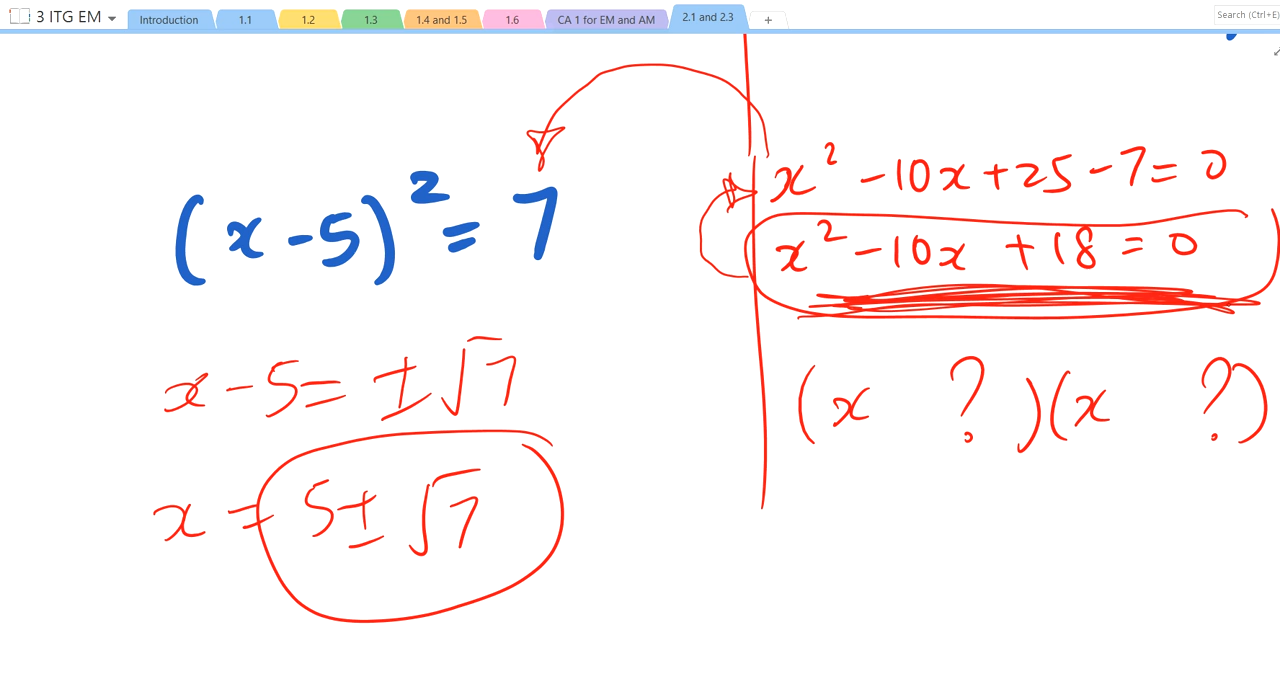 3 ITG EM
Introduction
1.1
1.2
1.3
1.4 and 1.5
1.6
CA 1 for EM and AM
2.1 and 2.3
+
Search (Ctrl+E)
(x - 5)² = 7
x - 5 = ± √7
x = 5 ± √7
x² - 10x + 25 - 7 = 0
x² - 10x + 18 = 0
(x ?)(x ?)